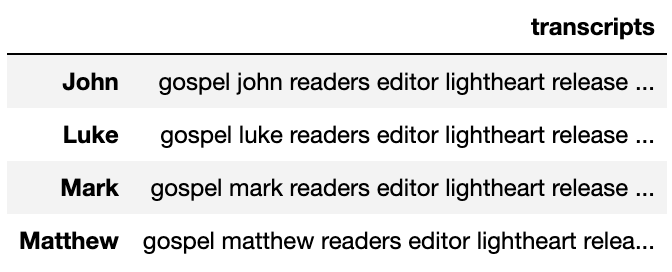 transcripts
John gospel john readers editor lightheart release ...
Luke gospel luke readers editor lightheart release ...
Mark gospel mark readers editor lightheart release ...
Matthew gospel matthew readers editor lightheart relea...